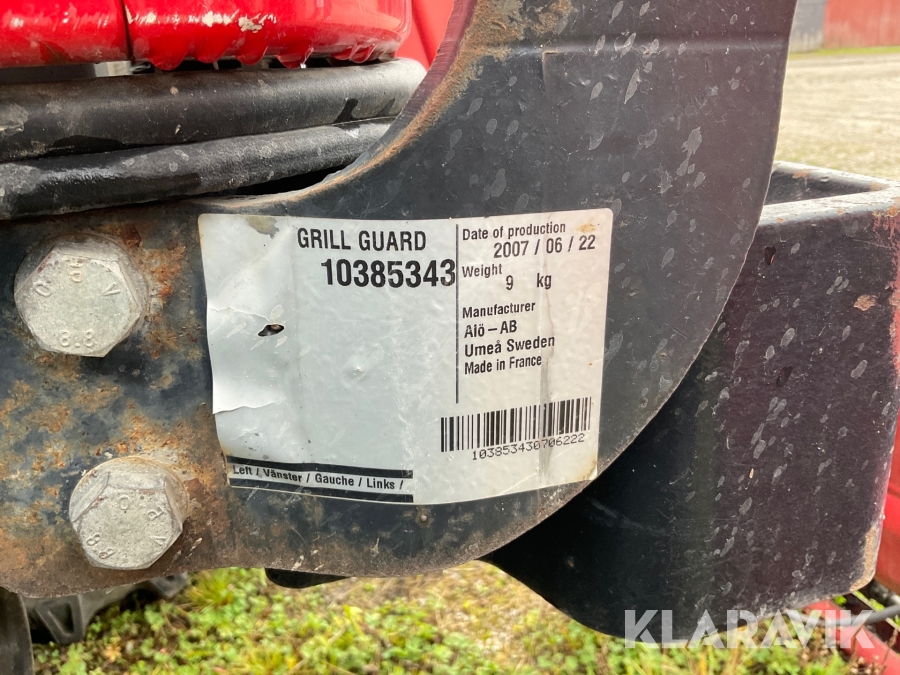 GRILL GUARD
10385343
Date of production
2007 / 06 / 22
Weight
9 kg
Manufacturer
Alö – AB
Umeå Sweden
Made in France
103853430706222
Left / Vänster / Gauche / Links /
8.8
8.8
KLARAVIK